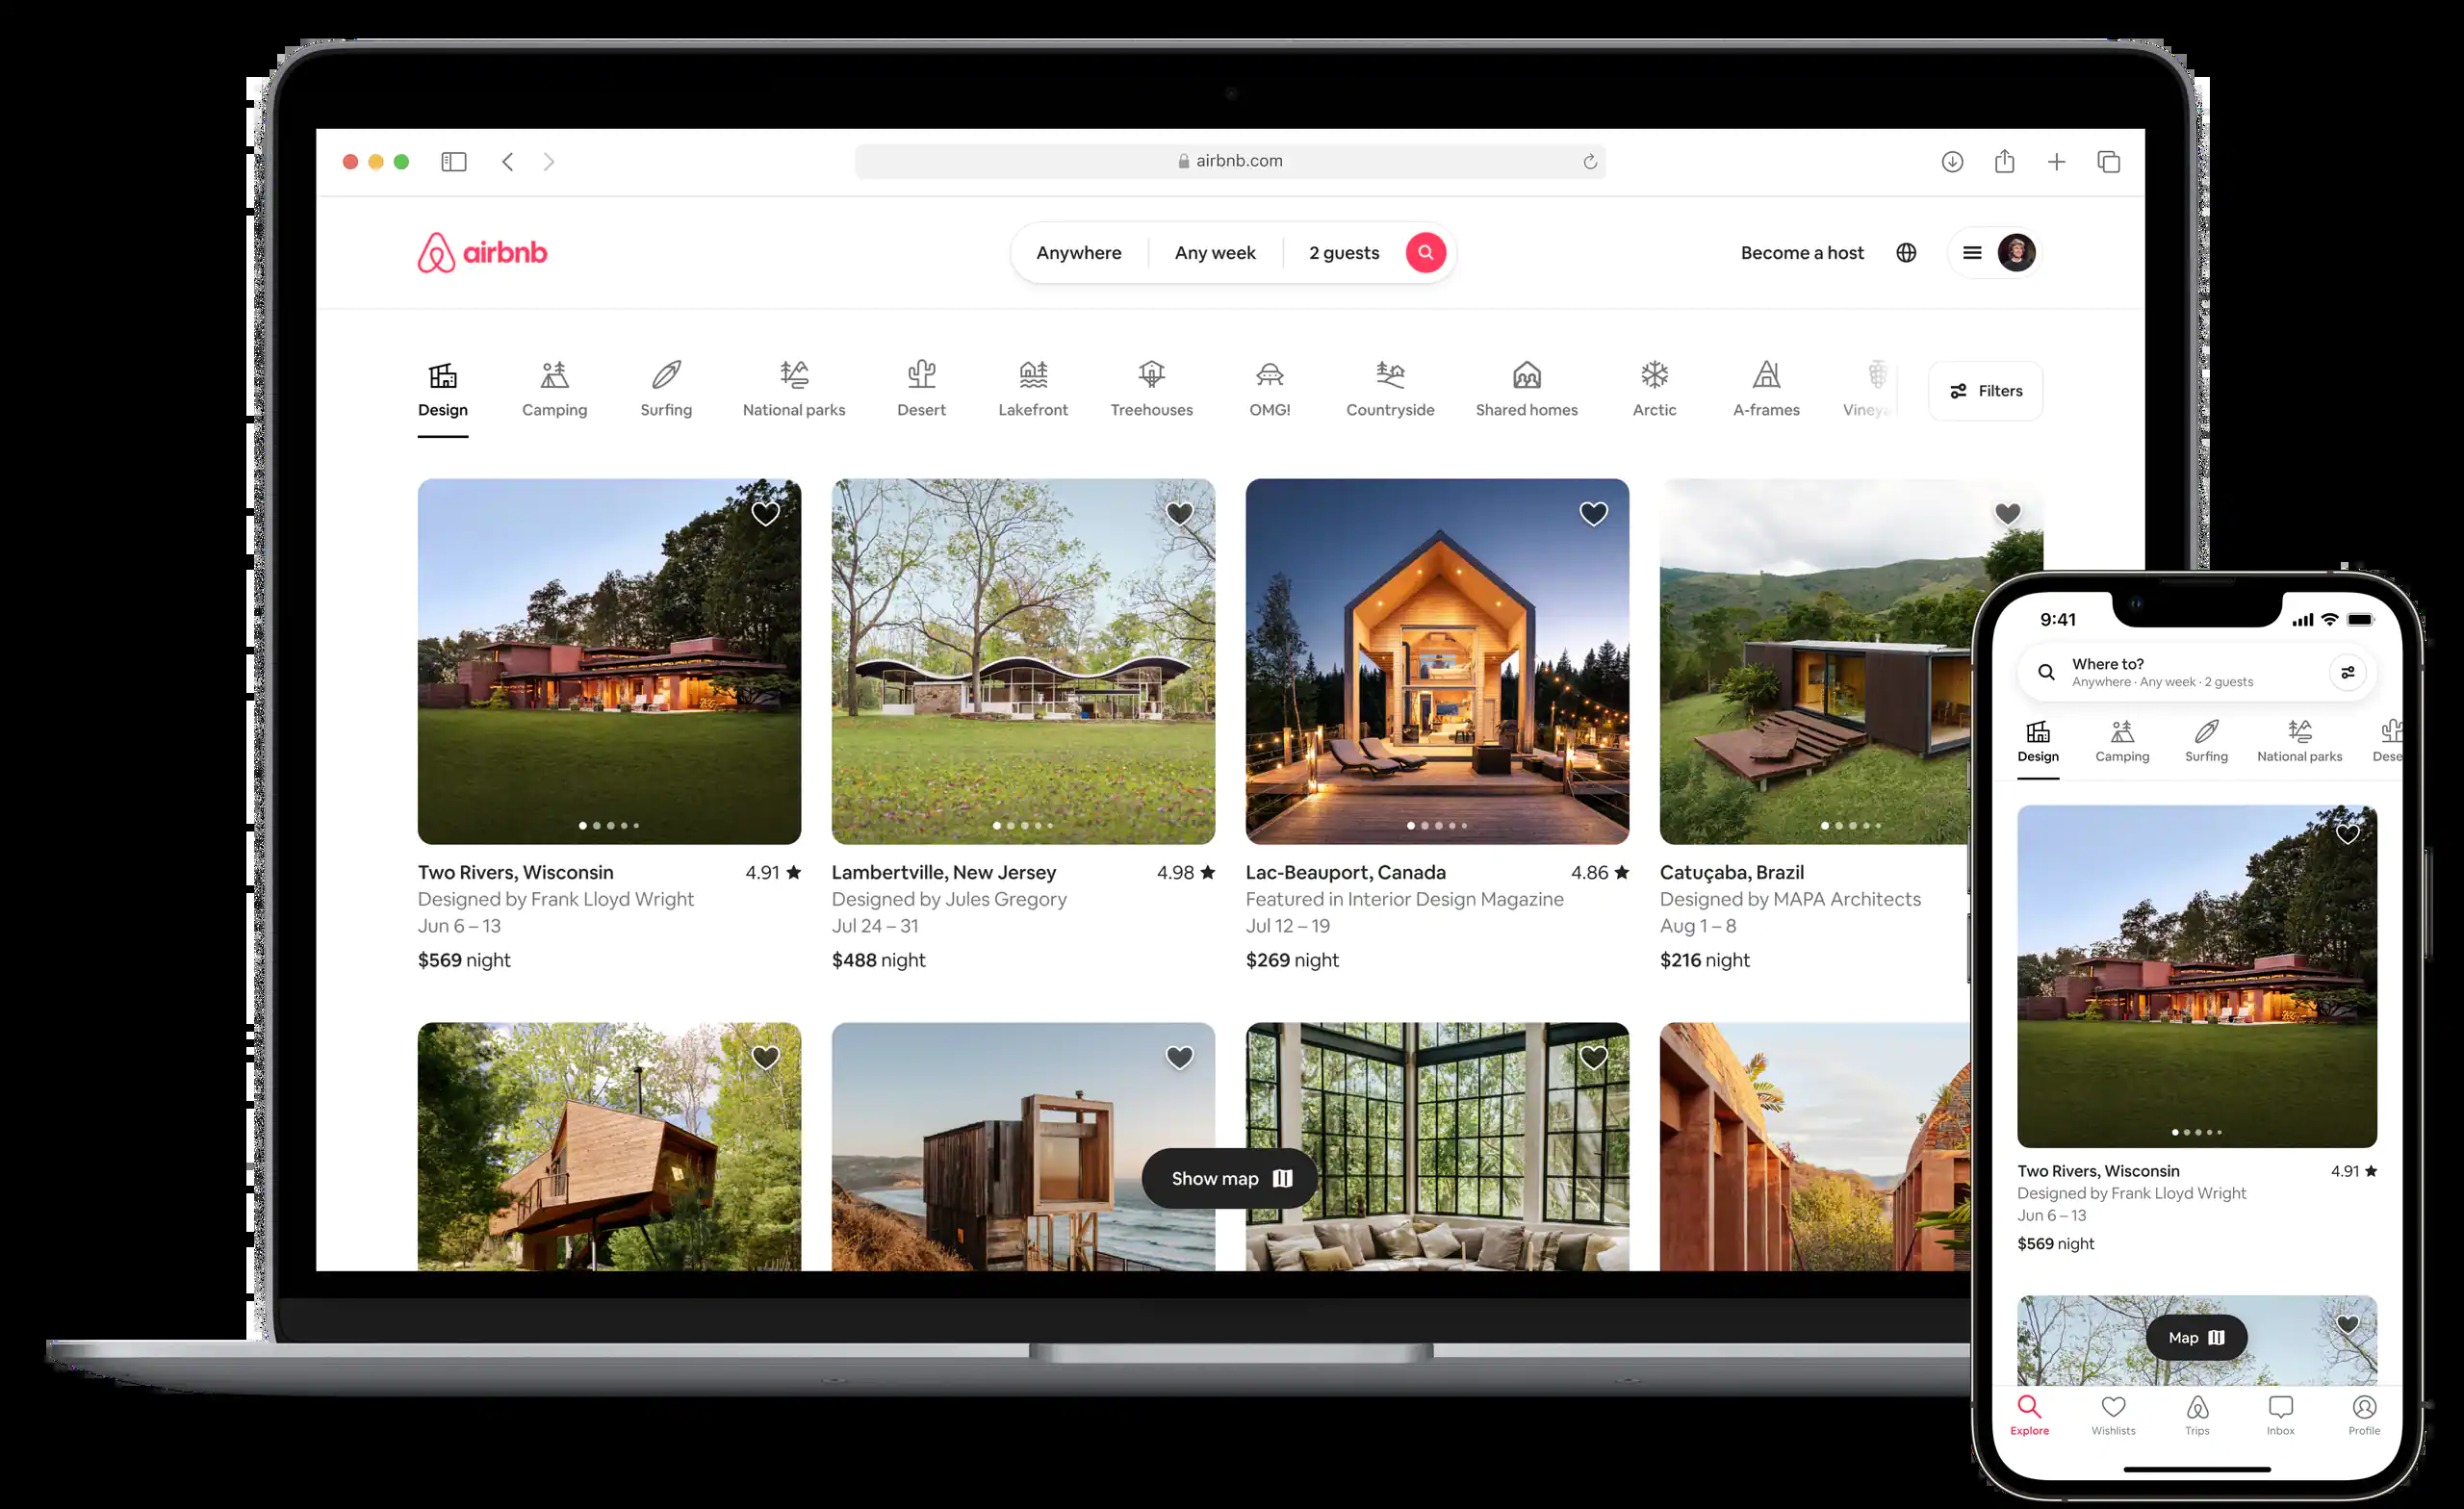 airbnb.com
airbnb
Anywhere
Any week
2 guests
Become a host
Design
Camping
Surfing
National parks
Desert
Lakefront
Treehouses
OMG!
Countryside
Shared homes
Arctic
A-frames
Viney
Filters
Two Rivers, Wisconsin 4.91 ★
Designed by Frank Lloyd Wright
Jun 6 – 13
$569 night
Lambertville, New Jersey 4.98 ★
Designed by Jules Gregory
Jul 24 – 31
$488 night
Lac-Beauport, Canada 4.86 ★
Featured in Interior Design Magazine
Jul 12 – 19
$269 night
Catuçaba, Brazil
Designed by MAPA Architects
Aug 1 – 8
$216 night
Show map
9:41
Where to?
Anywhere · Any week · 2 guests
Design
Camping
Surfing
National parks
Dese
Two Rivers, Wisconsin 4.91 ★
Designed by Frank Lloyd Wright
Jun 6 – 13
$569 night
Map
Explore
Wishlists
Trips
Inbox
Profile